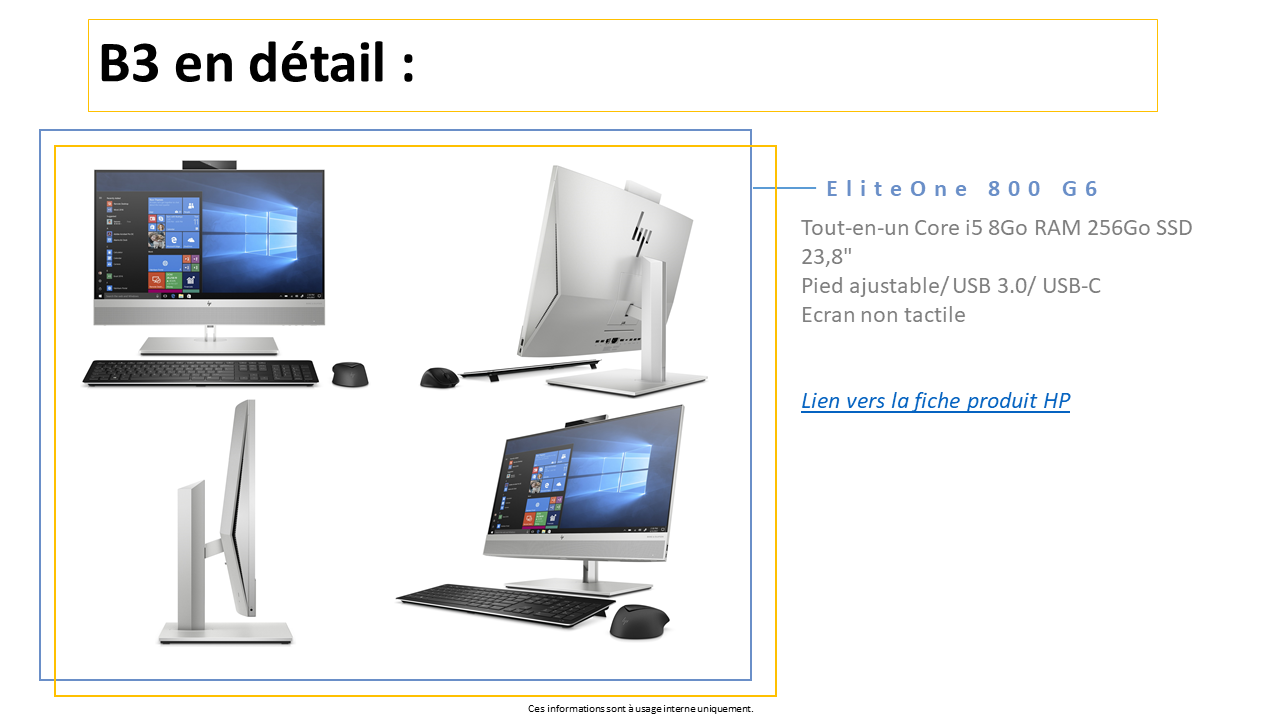 B3 en détail :
EliteOne 800 G6
Tout-en-un Core i5 8Go RAM 256Go SSD
23,8"
Pied ajustable/ USB 3.0/ USB-C
Ecran non tactile
Lien vers la fiche produit HP
Ces informations sont à usage interne uniquement.